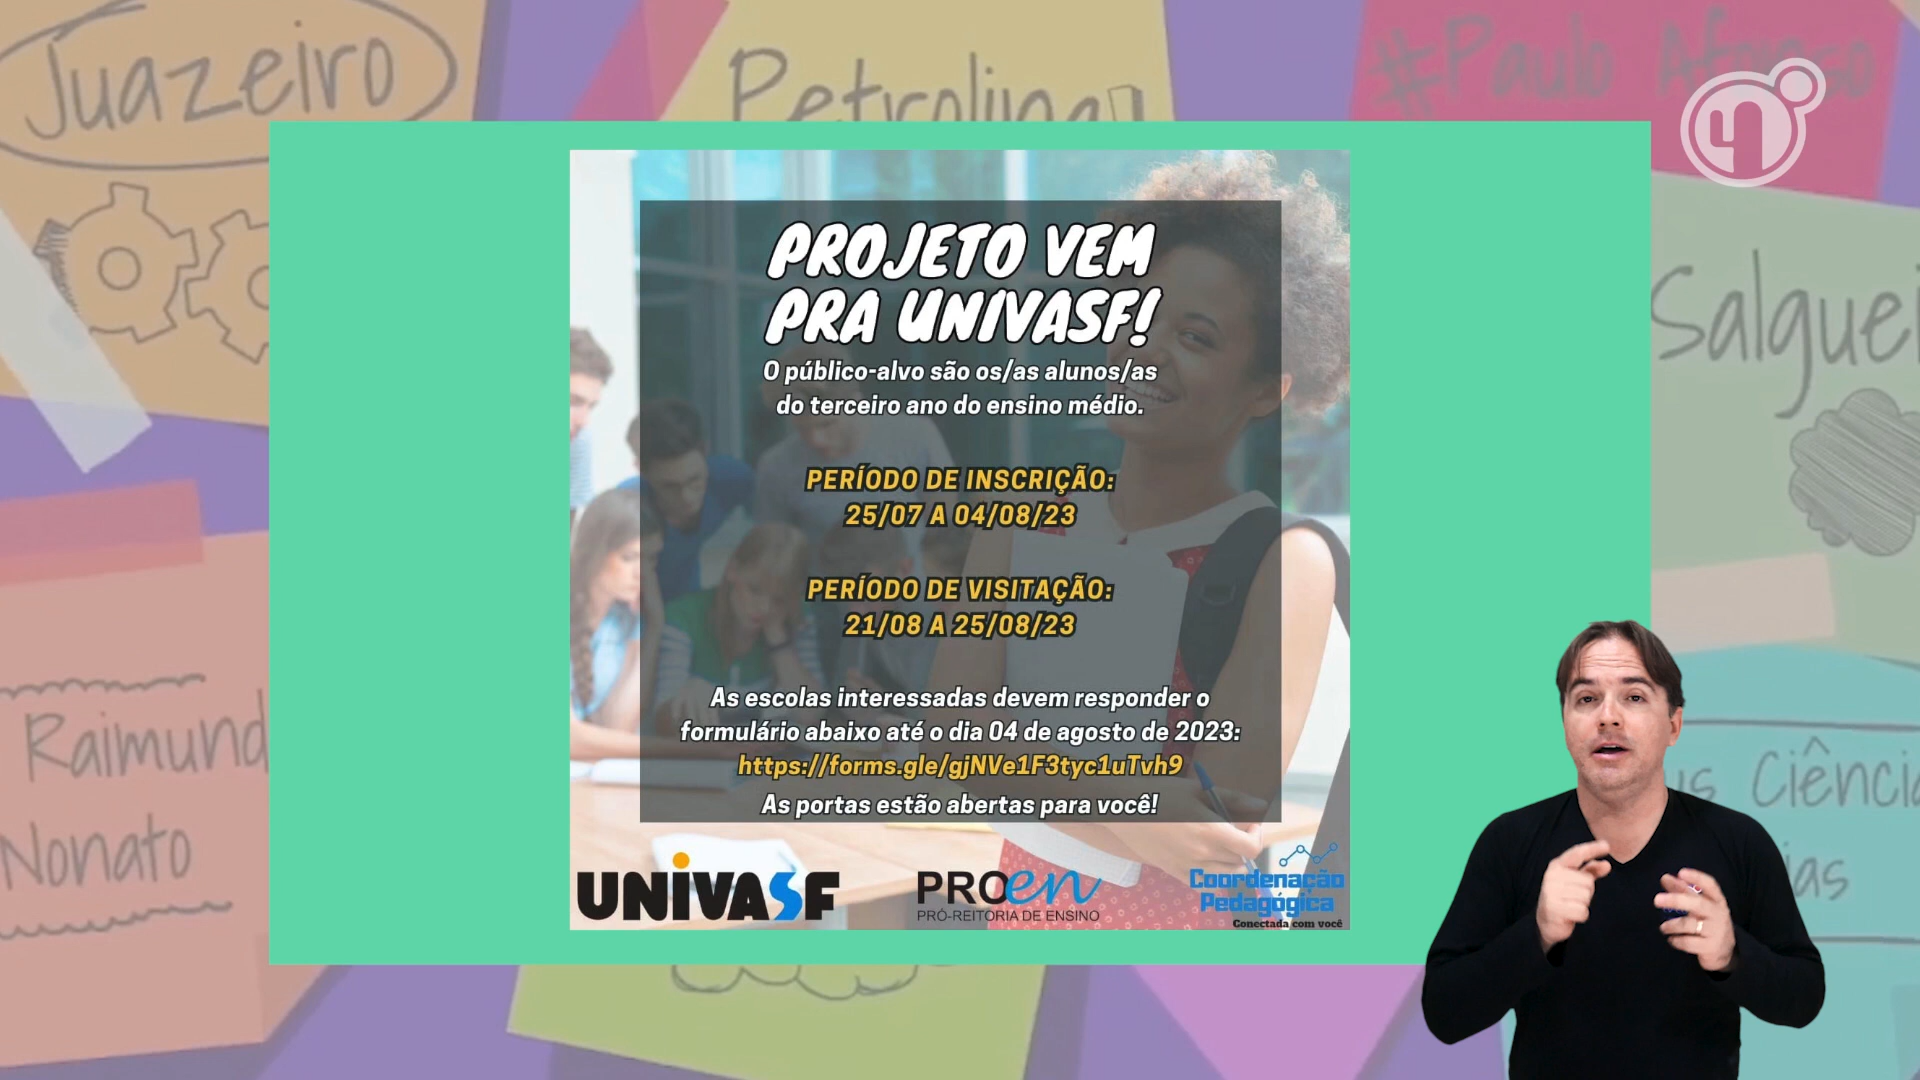 Juazeiro
Petrolina
#Paulo Afonso
PROJETO VEM
PRA UNIVASF!
O público-alvo são os/as alunos/as
do terceiro ano do ensino médio.
PERÍODO DE INSCRIÇÃO:
25/07 A 04/08/23
PERÍODO DE VISITAÇÃO:
21/08 A 25/08/23
As escolas interessadas devem responder o
formulário abaixo até o dia 04 de agosto de 2023:
https://forms.gle/gjNVe1F3tyc1uTvh9
As portas estão abertas para você!
UNIVASF
PROen
PRÓ-REITORIA DE ENSINO
Coordenação
Pedagógica
Conectada com você
Salguei
Raimund
Nonato
us Ciência